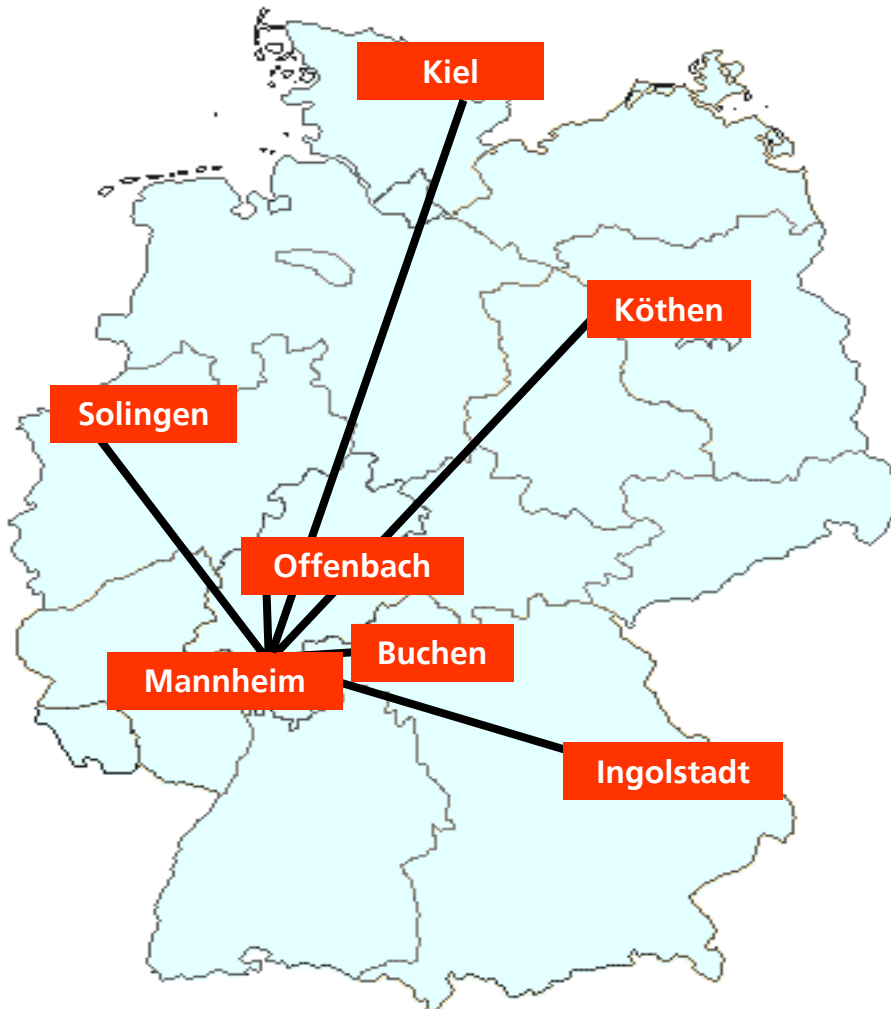 Kiel
Köthen
Solingen
Offenbach
Buchen
Mannheim
Ingolstadt